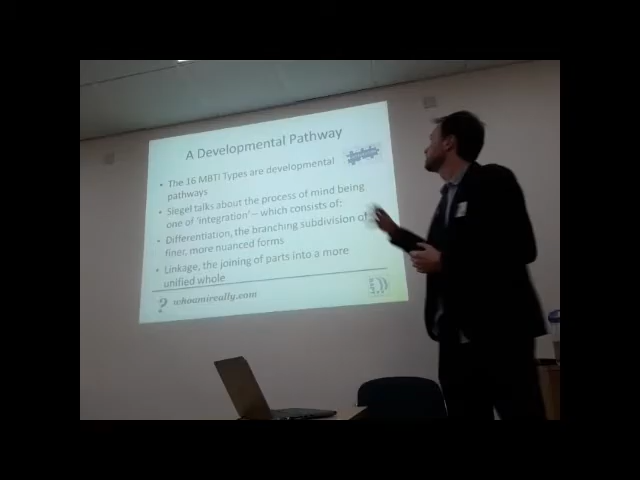 A Developmental Pathway
• The 16 MBTI Types are developmental
pathways
• Siegel talks about the process of mind being
one of 'integration' – which consists of:
• Differentiation, the branching subdivision of
finer, more nuanced forms
• Linkage, the joining of parts into a more
unified whole
? whoamireally.com